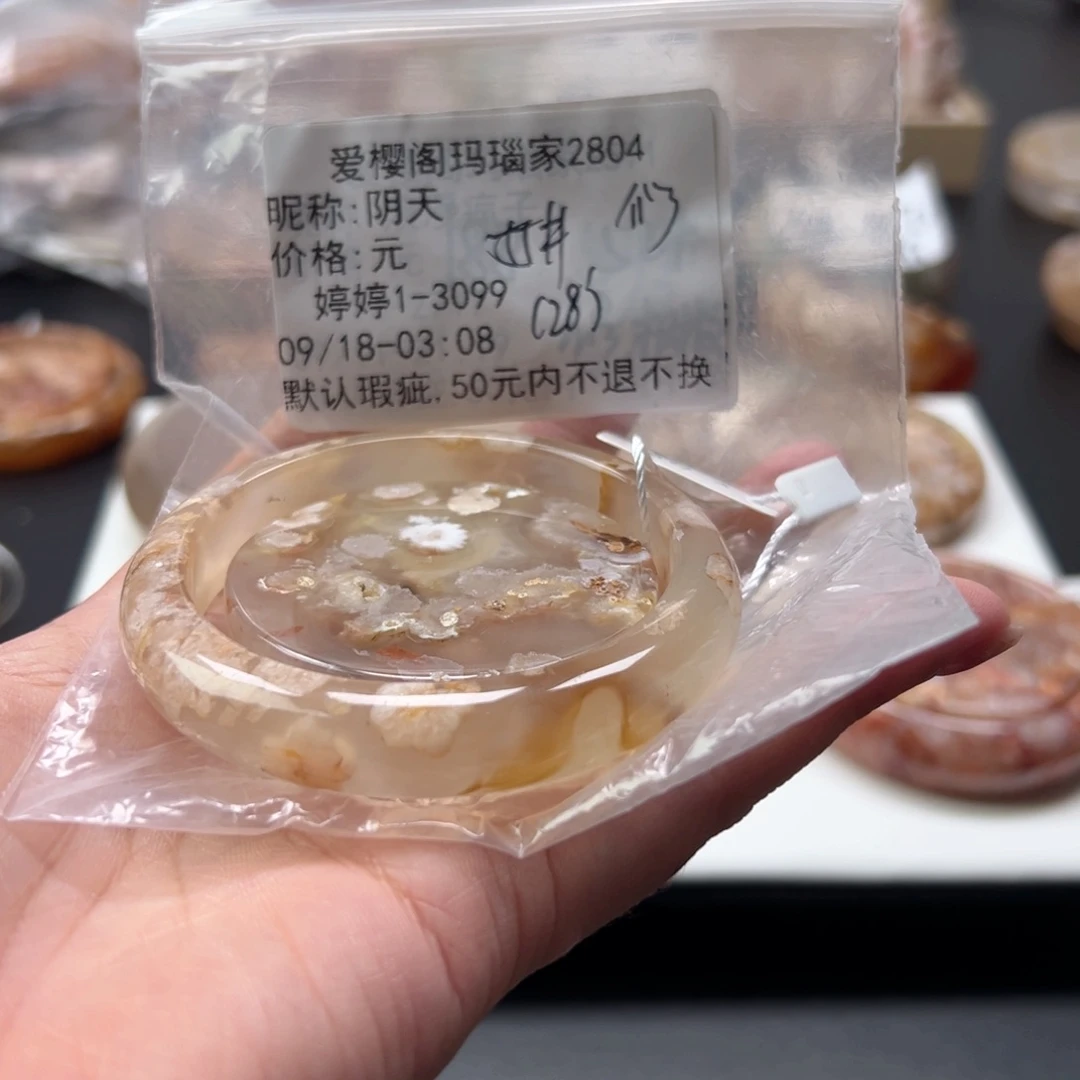 爱樱阁玛瑙家2804
昵称:阴天
价格:元
婷婷1-3099
09/18-03:08
默认瑕疵,50元内不退不换